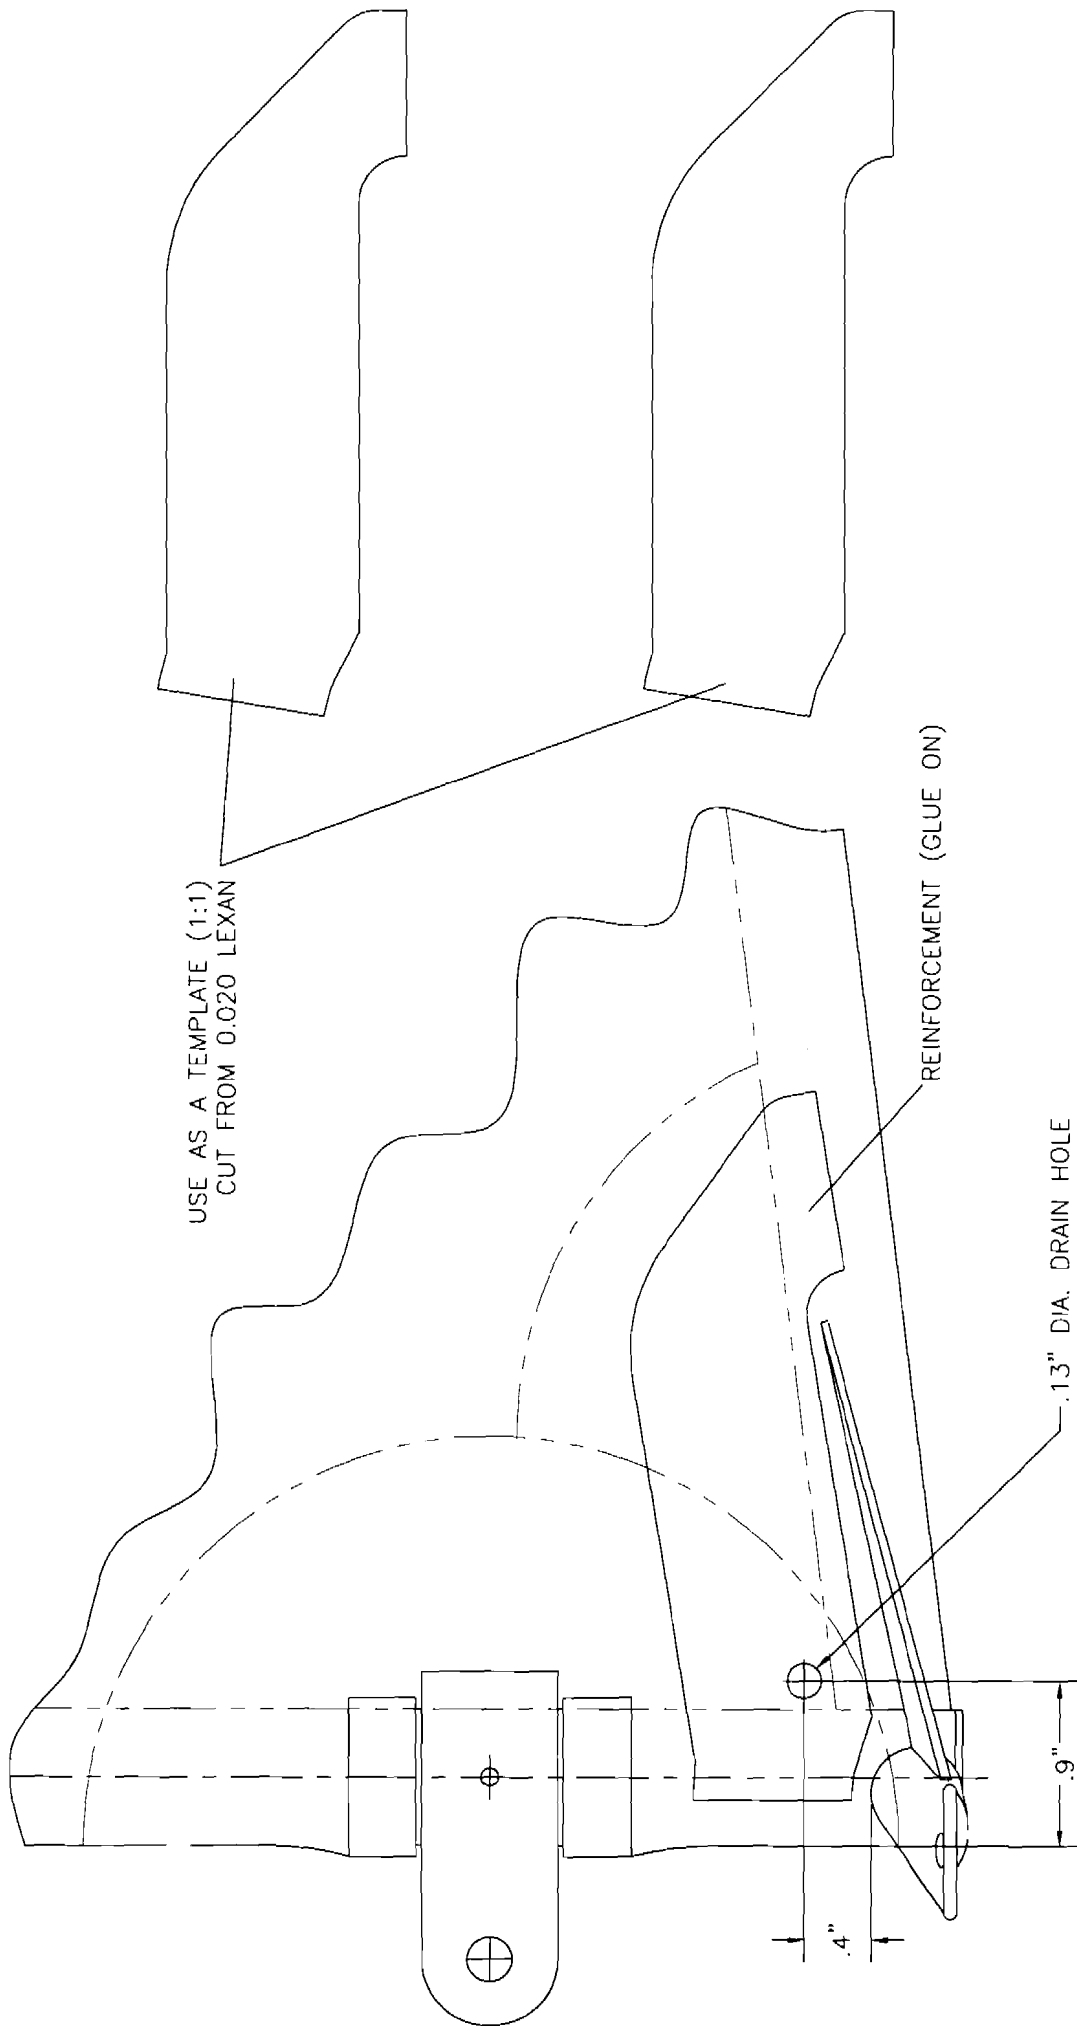 USE AS A TEMPLATE (1:1)
CUT FROM 0.020 LEXAN
REINFORCEMENT (GLUE ON)
.13" DIA. DRAIN HOLE
.9"
.4"